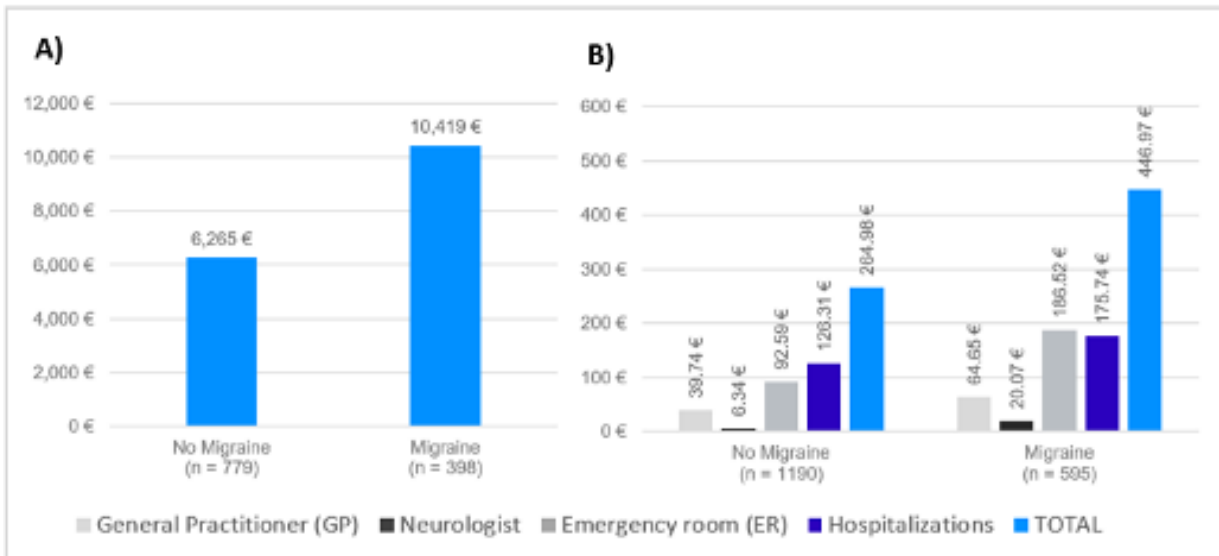 A)
12,000 €
10,000 €
8,000 €
6,000 €
4,000 €
2,000 €
0 €
6,265 €
10,419 €
No Migraine
(n = 779)
Migraine
(n = 398)
B)
600 €
500 €
400 €
300 €
200 €
100 €
0 €
39.74 €
6.34 €
92.59 €
126.31 €
264.98 €
64.65 €
20.07 €
186.52 €
175.74 €
446.97 €
No Migraine
(n = 1190)
Migraine
(n = 595)
General Practitioner (GP) Neurologist Emergency room (ER) Hospitalizations TOTAL